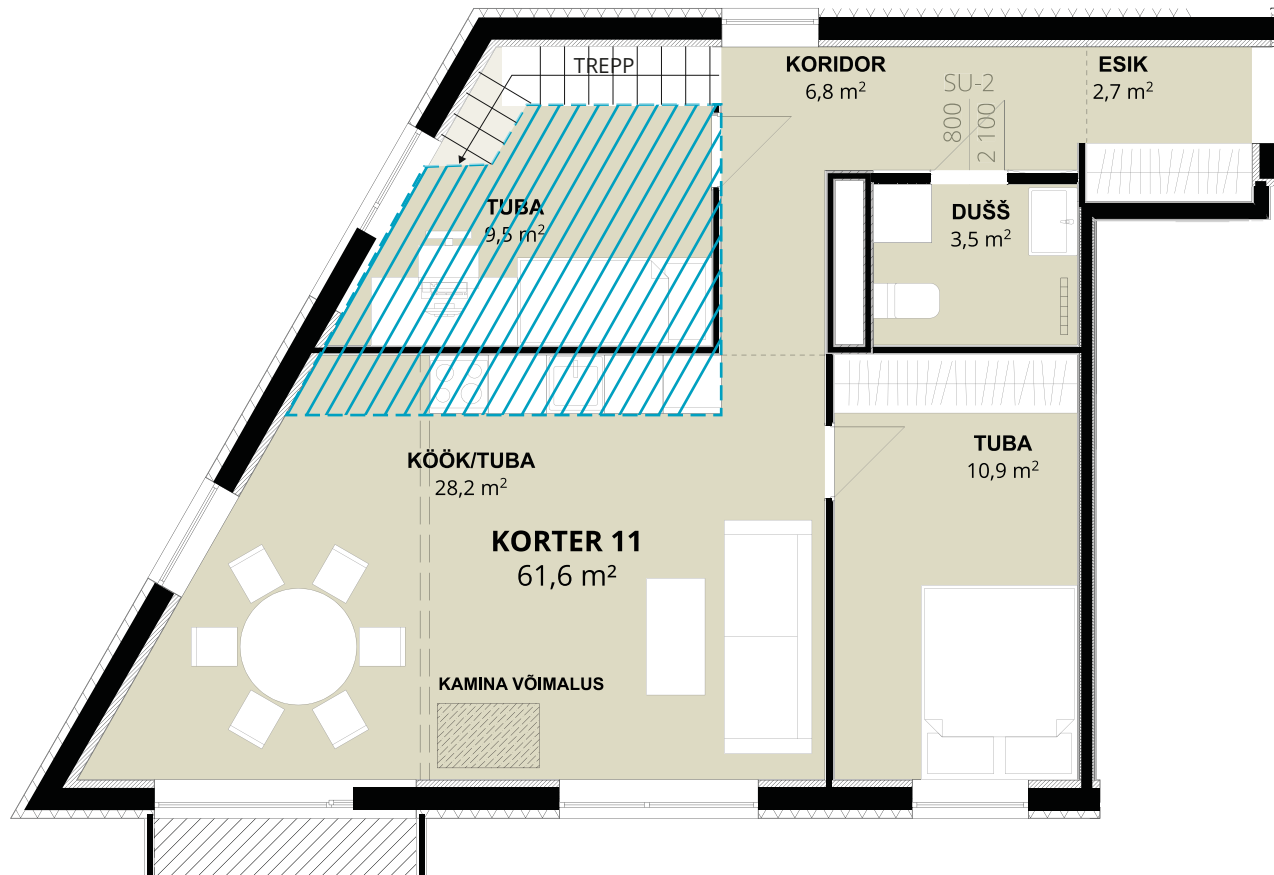 TREPP
KORIDOR
6,8 m²
SU-2
800
2 100
ESIK
2,7 m²
TUBA
9,5 m²
DUŠŠ
3,5 m²
KÖÖK/TUBA
28,2 m²
TUBA
10,9 m²
KORTER 11
61,6 m²
KAMINA VÕIMALUS